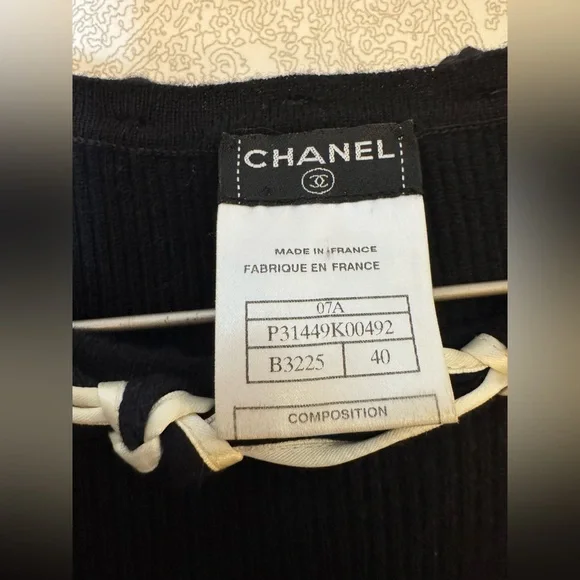 CHANEL
MADE IN FRANCE
FABRIQUE EN FRANCE
07A
P31449K00492
B3225 40
COMPOSITION